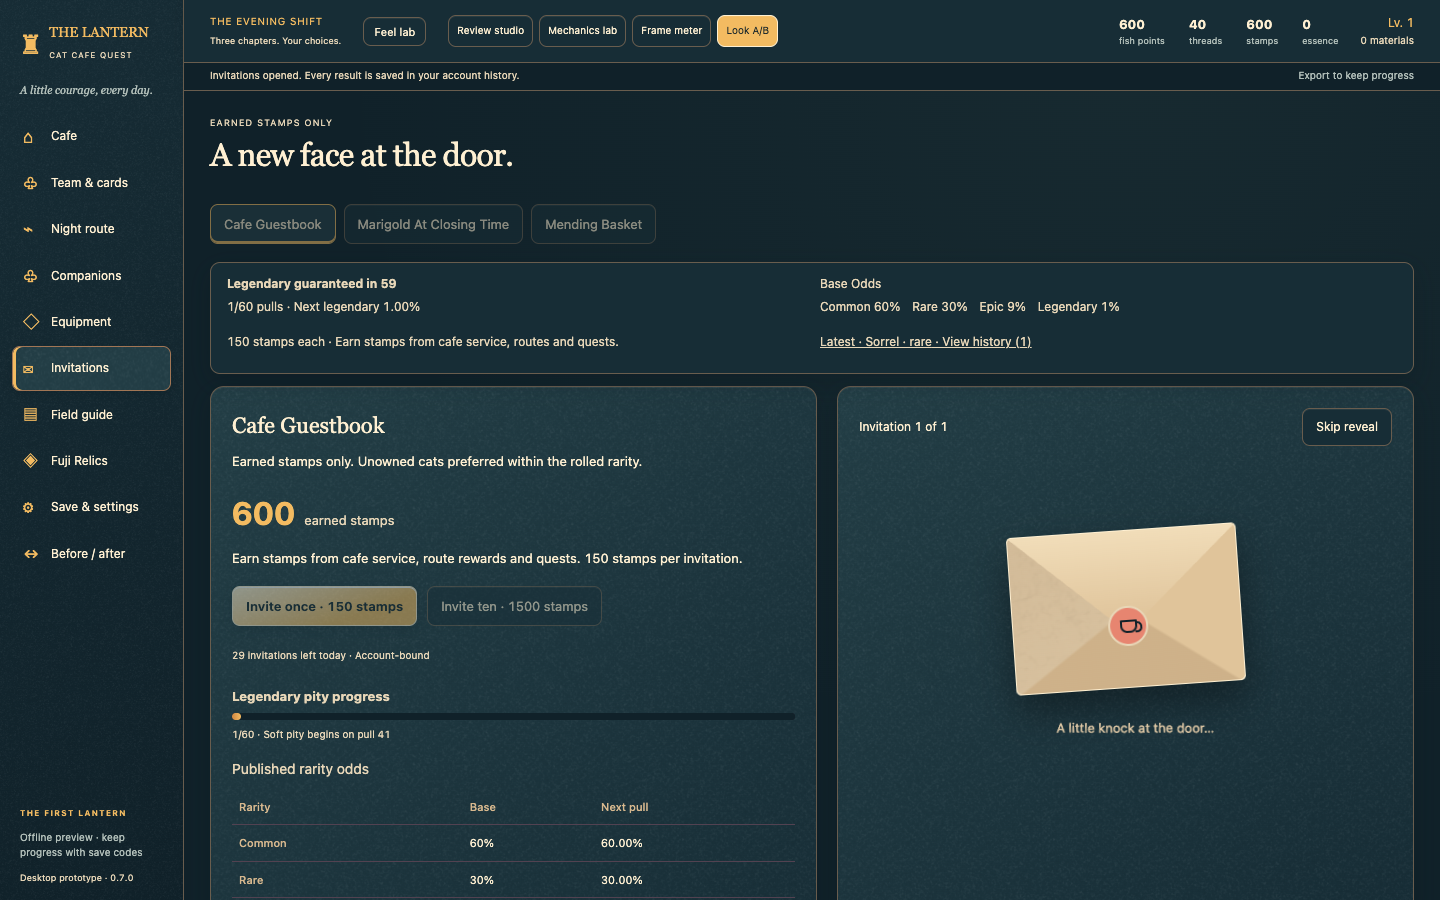 THE LANTERN
CAT CAFE QUEST
A little courage, every day.
Cafe
Team & cards
Night route
Companions
Equipment
Invitations
Field guide
Fuji Relics
Save & settings
Before / after
THE FIRST LANTERN
Offline preview · keep
progress with save codes
Desktop prototype · 0.7.0
THE EVENING SHIFT
Three chapters. Your choices.
Feel lab
Review studio
Mechanics lab
Frame meter
Look A/B
600
fish points
40
threads
600
stamps
0
essence
Lv. 1
0 materials
Invitations opened. Every result is saved in your account history.
Export to keep progress
EARNED STAMPS ONLY
A new face at the door.
Cafe Guestbook
Marigold At Closing Time
Mending Basket
Legendary guaranteed in 59
1/60 pulls · Next legendary 1.00%
150 stamps each · Earn stamps from cafe service, routes and quests.
Base Odds
Common 60% Rare 30% Epic 9% Legendary 1%
Latest · Sorrel · rare · View history (1)
Cafe Guestbook
Earned stamps only. Unowned cats preferred within the rolled rarity.
600 earned stamps
Earn stamps from cafe service, route rewards and quests. 150 stamps per invitation.
Invite once · 150 stamps
Invite ten · 1500 stamps
29 invitations left today · Account-bound
Legendary pity progress
1/60 · Soft pity begins on pull 41
Published rarity odds
Rarity Base Next pull
Common 60% 60.00%
Rare 30% 30.00%
Invitation 1 of 1
Skip reveal
A little knock at the door...